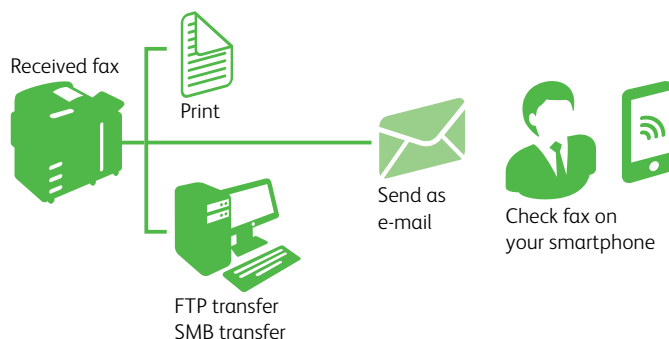 Received fax
Print
Send as
e-mail
Check fax on
your smartphone
FTP transfer
SMB transfer